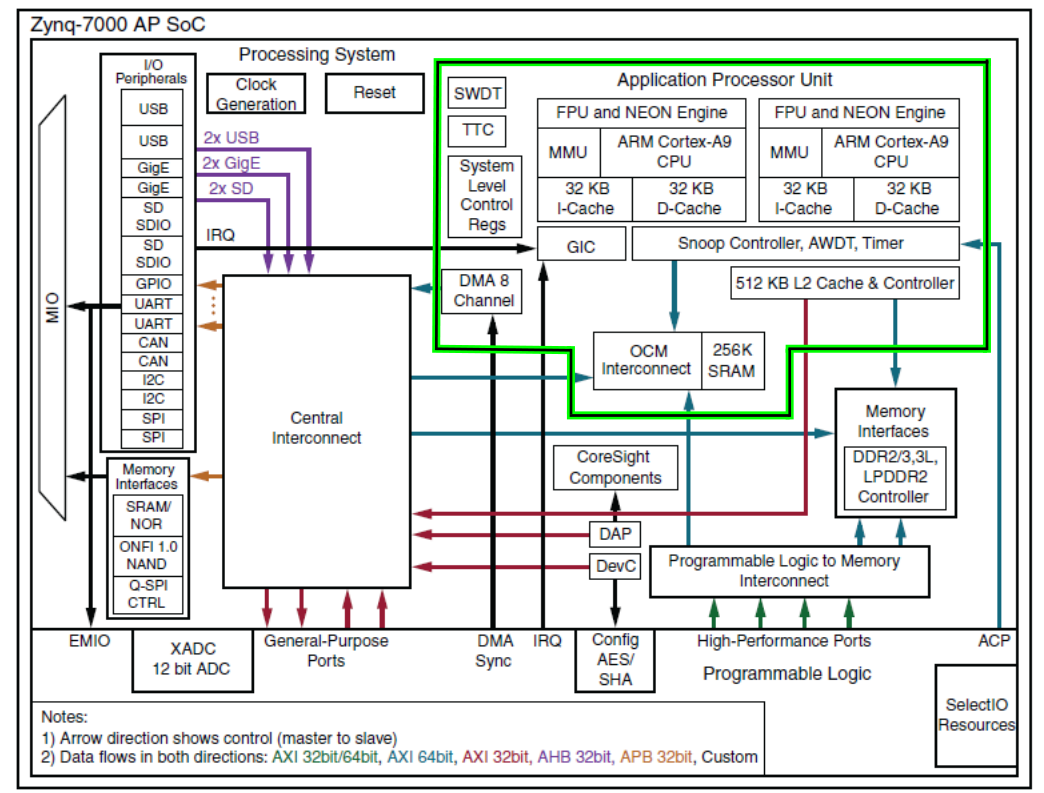 Zynq-7000 AP SoC
Processing System
I/O
Peripherals
USB
USB
GigE
GigE
SD
SDIO
SD
SDIO
GPIO
UART
UART
CAN
CAN
I2C
I2C
SPI
SPI
MIO
Memory
Interfaces
SRAM/
NOR
ONFI 1.0
NAND
Q-SPI
CTRL
Clock
Generation
Reset
2x USB
2x GigE
2x SD
IRQ
Central
Interconnect
Application Processor Unit
SWDT
TTC
System
Level
Control
Regs
FPU and NEON Engine
MMU
ARM Cortex-A9
CPU
32 KB
I-Cache
32 KB
D-Cache
FPU and NEON Engine
MMU
ARM Cortex-A9
CPU
32 KB
I-Cache
32 KB
D-Cache
GIC
Snoop Controller, AWDT, Timer
DMA 8
Channel
512 KB L2 Cache & Controller
OCM
Interconnect
256K
SRAM
Memory
Interfaces
DDR2/3,3L,
LPDDR2
Controller
CoreSight
Components
DAP
DevC
Programmable Logic to Memory
Interconnect
EMIO
XADC
12 bit ADC
General-Purpose
Ports
DMA
Sync
IRQ
Config
AES/
SHA
High-Performance Ports
ACP
Programmable Logic
SelectIO
Resources
Notes:
1) Arrow direction shows control (master to slave)
2) Data flows in both directions: AXI 32bit/64bit, AXI 64bit, AXI 32bit, AHB 32bit, APB 32bit, Custom